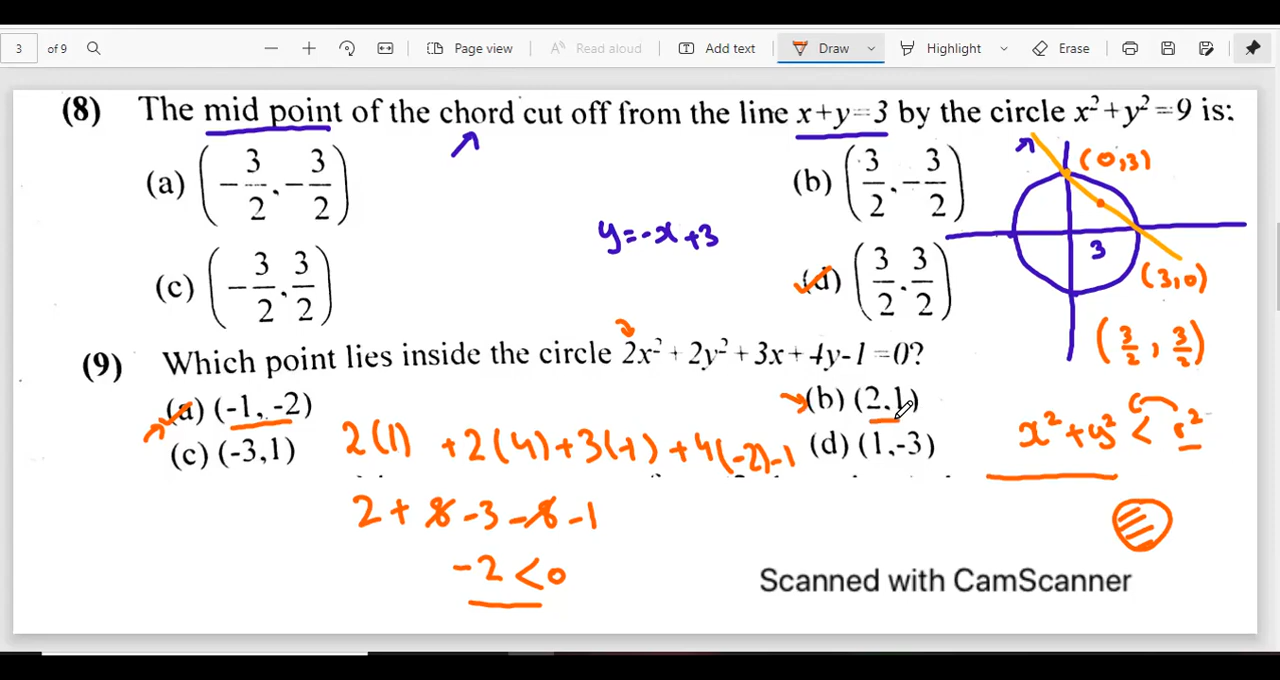 3 of 9 Page view Read aloud Add text Draw Highlight Erase
(8) The mid point of the chord cut off from the line x+y=3 by the circle x²+y²=9 is:
(a) (-3/2, -3/2) (b) (3/2, -3/2)
(0,3)
y=-x+3
3
(c) (-3/2, 3/2) (d) (3/2, 3/2)
(3,0)
(3/2, 3/2)
(9) Which point lies inside the circle 2x²+2y²+3x+4y-1=0?
(a) (-1, -2) (b) (2,1)
x²+y² < r²
(c) (-3,1) (d) (1,-3)
2(1) +2(4)+3(-1)+4(-2)-1
2+8-3-8-1
-2<0
Scanned with CamScanner